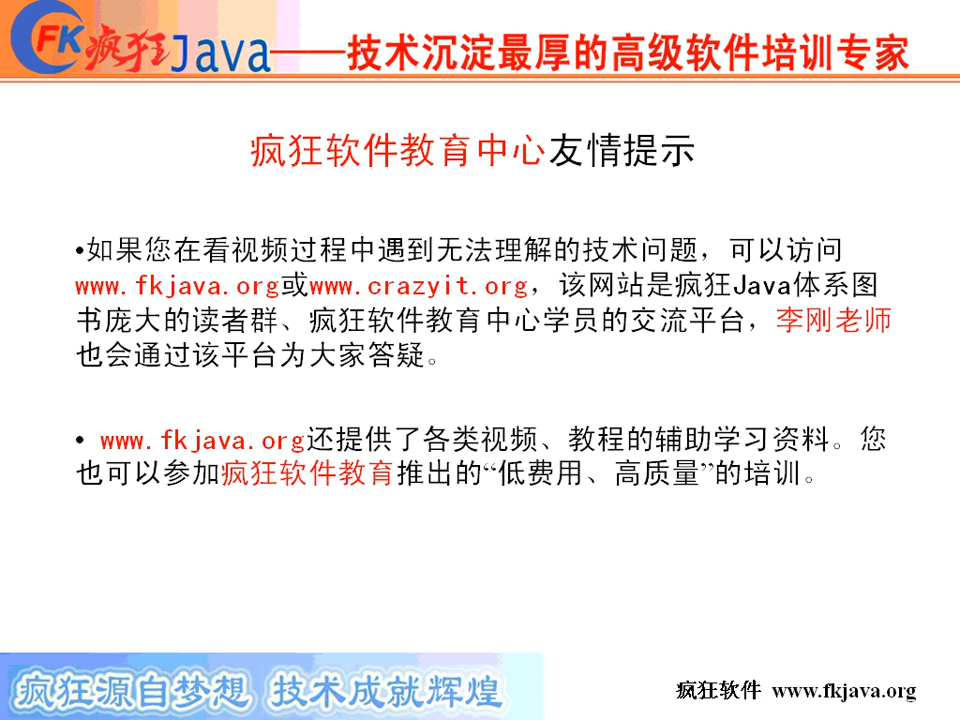 FK疯狂Java——技术沉淀最厚的高级软件培训专家
疯狂软件教育中心友情提示
•如果您在看视频过程中遇到无法理解的技术问题，可以访问
www.fkjava.org或www.crazyit.org，该网站是疯狂Java体系图
书庞大的读者群、疯狂软件教育中心学员的交流平台，李刚老师
也会通过该平台为大家答疑。
• www.fkjava.org还提供了各类视频、教程的辅助学习资料。您
也可以参加疯狂软件教育推出的“低费用、高质量”的培训。
疯狂源自梦想 技术成就辉煌
疯狂软件 www.fkjava.org